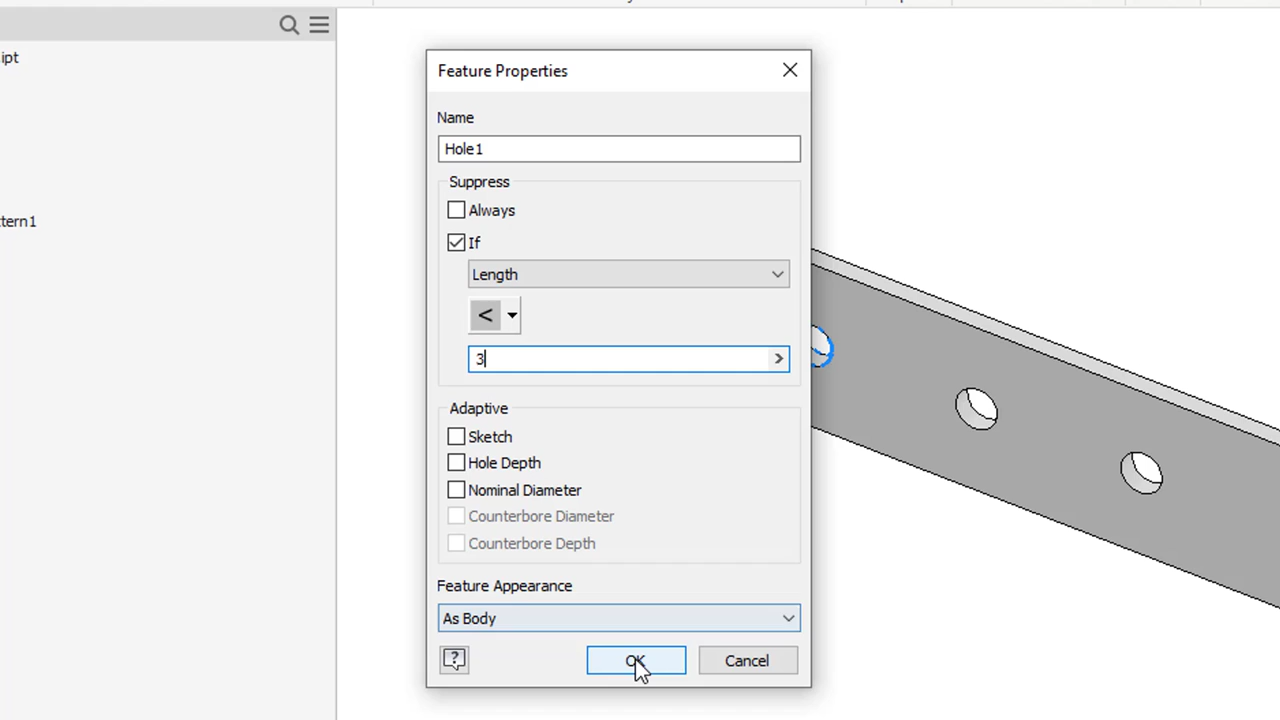 ipt
tern1
Feature Properties
Name
Hole1
Suppress
Always
If
Length
<
3
Adaptive
Sketch
Hole Depth
Nominal Diameter
Counterbore Diameter
Counterbore Depth
Feature Appearance
As Body
?
OK
Cancel